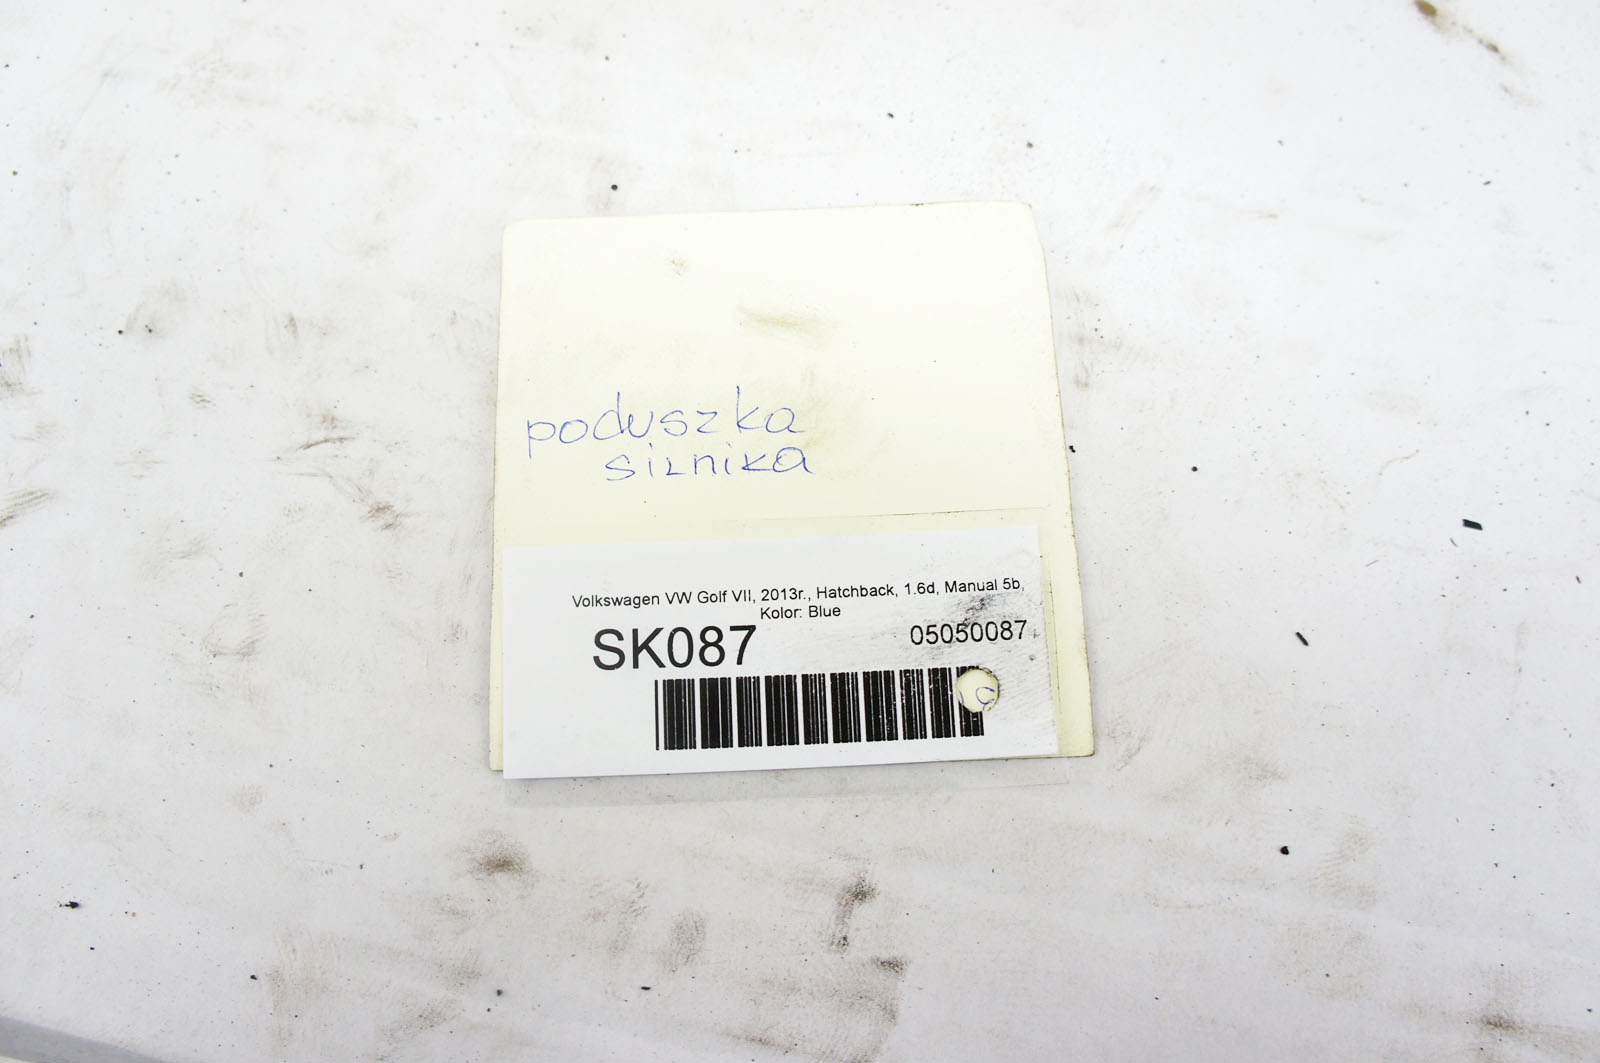 poduszka
silnika
Volkswagen VW Golf VII, 2013r., Hatchback, 1.6d, Manual 5b,
Kolor: Blue
SK087
05050087